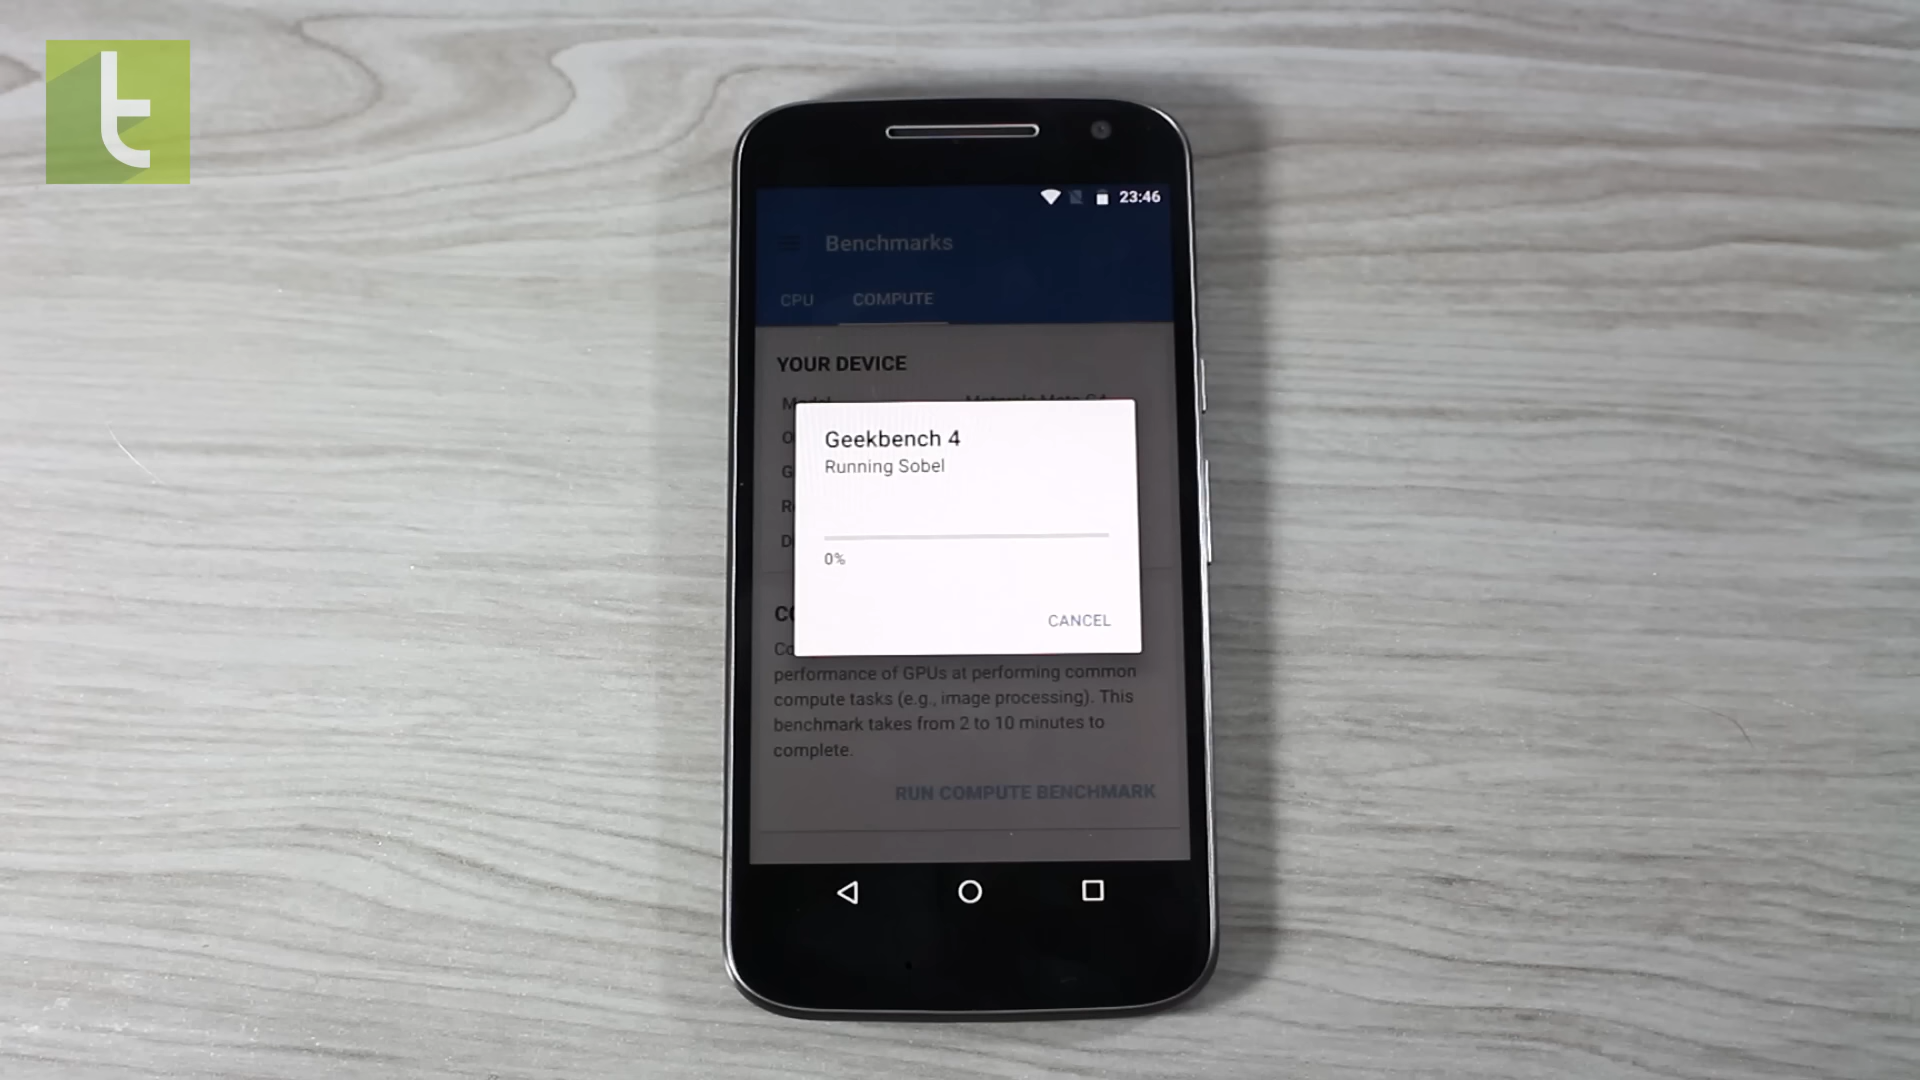 t
23:46
Benchmarks
CPU COMPUTE
YOUR DEVICE
Geekbench 4
Running Sobel
0%
CANCEL
performance of GPUs at performing common
compute tasks (e.g., image processing). This
benchmark takes from 2 to 10 minutes to
complete.
RUN COMPUTE BENCHMARK